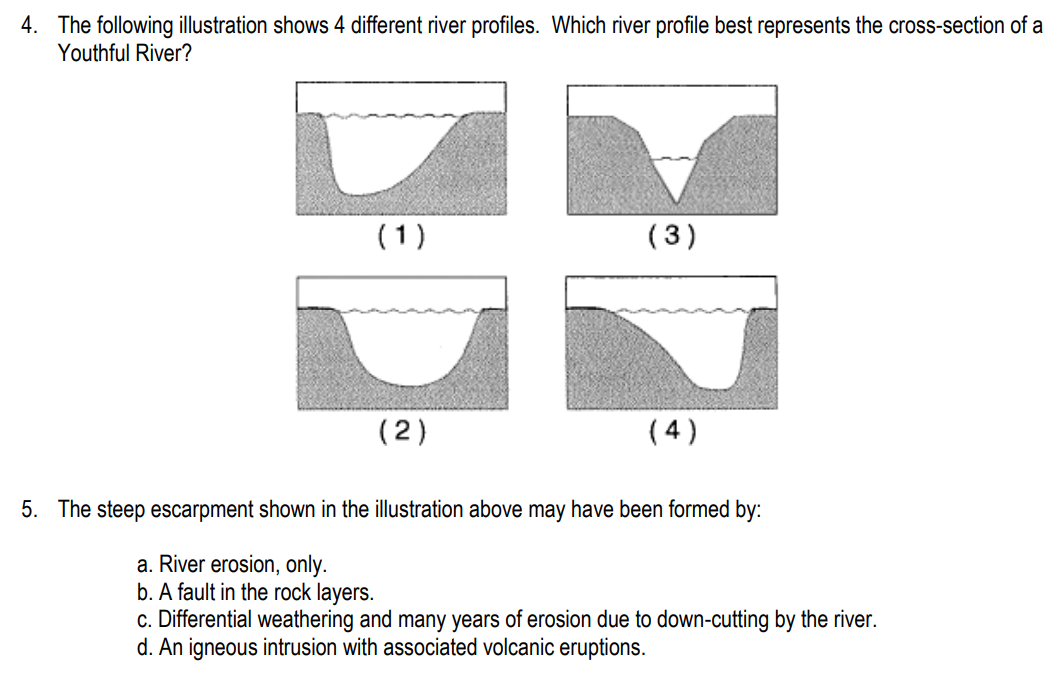 4. The following illustration shows 4 different river profiles. Which river profile best represents the cross-section of a
Youthful River?
(1)
(3)
(2)
(4)
5. The steep escarpment shown in the illustration above may have been formed by:
a. River erosion, only.
b. A fault in the rock layers.
c. Differential weathering and many years of erosion due to down-cutting by the river.
d. An igneous intrusion with associated volcanic eruptions.